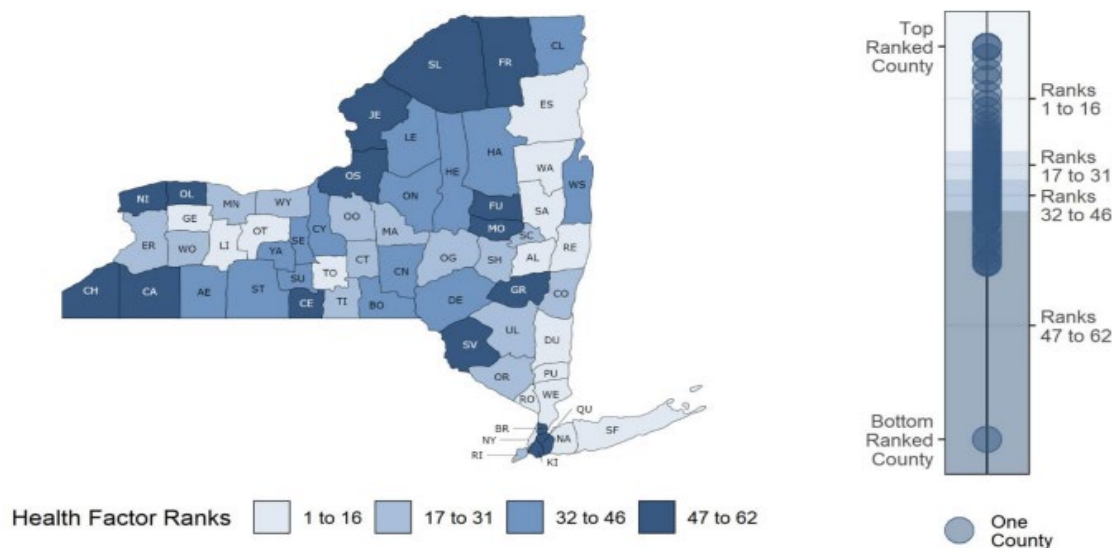 SL
FR
CL
JE
ES
LE
HA
HE
WA
WS
OS
ON
SA
FU
NI
OL
MN
WY
OO
MA
MO
SC
GE
CY
SE
OT
ER
WO
LI
YA
CT
OG
SH
AL
RE
TO
CN
SU
CH
CA
AE
ST
CE
TI
BO
DE
GR
CO
UL
SV
DU
OR
PU
RO
WE
QU
BR
NY
NA
SF
RI
KI
Health Factor Ranks
1 to 16
17 to 31
32 to 46
47 to 62
Top
Ranked
County
Ranks
1 to 16
Ranks
17 to 31
Ranks
32 to 46
Ranks
47 to 62
Bottom
Ranked
County
One
County